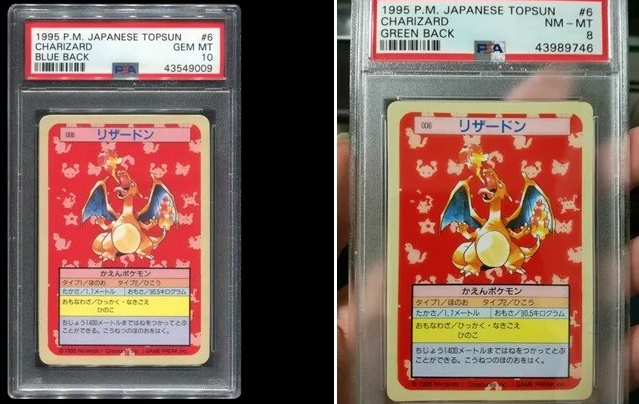 1995 P.M. JAPANESE TOPSUN #6
CHARIZARD GEM MT
BLUE BACK 10
PSA 43549009
006 リザードン
かえんポケモン
タイプ1/ほのお タイプ2/ひこう
たかさ/1.7メートル おもさ/90.5キログラム
おもなわざ/ひっかく・なきごえ
ひのこ
ちじょう1400メートルまではねをつかってとぶ
ことができる。こうねつのほのおをはく。
© 1995 Nintendo Creatures inc. / GAME FREAK inc.
1995 P.M. JAPANESE TOPSUN #6
CHARIZARD NM-MT
GREEN BACK 8
PSA 43989746
006 リザードン
かえんポケモン
タイプ1/ほのお タイプ2/ひこう
たかさ/1.7メートル おもさ/90.5キログラム
おもなわざ/ひっかく・なきごえ
ひのこ
ちじょう1400メートルまではねをつかってとぶ
ことができる。こうねつのほのおをはく。
© 1995 Nintendo Creatures inc. / GAME FREAK inc.